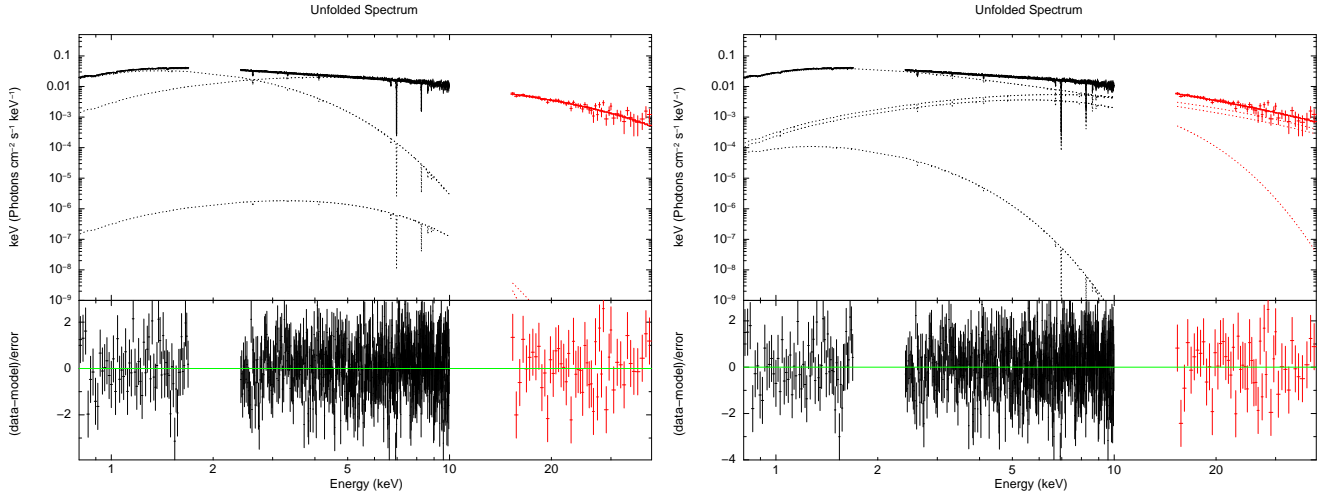 Unfolded Spectrum
0.1
0.01
10⁻³
10⁻⁴
10⁻⁵
10⁻⁶
10⁻⁷
10⁻⁸
10⁻⁹
keV (Photons cm⁻² s⁻¹ keV⁻¹)
2
0
−2
(data−model)/error
1 2 5 10 20
Energy (keV)
Unfolded Spectrum
0.1
0.01
10⁻³
10⁻⁴
10⁻⁵
10⁻⁶
10⁻⁷
10⁻⁸
10⁻⁹
keV (Photons cm⁻² s⁻¹ keV⁻¹)
2
0
−2
−4
(data−model)/error
1 2 5 10 20
Energy (keV)